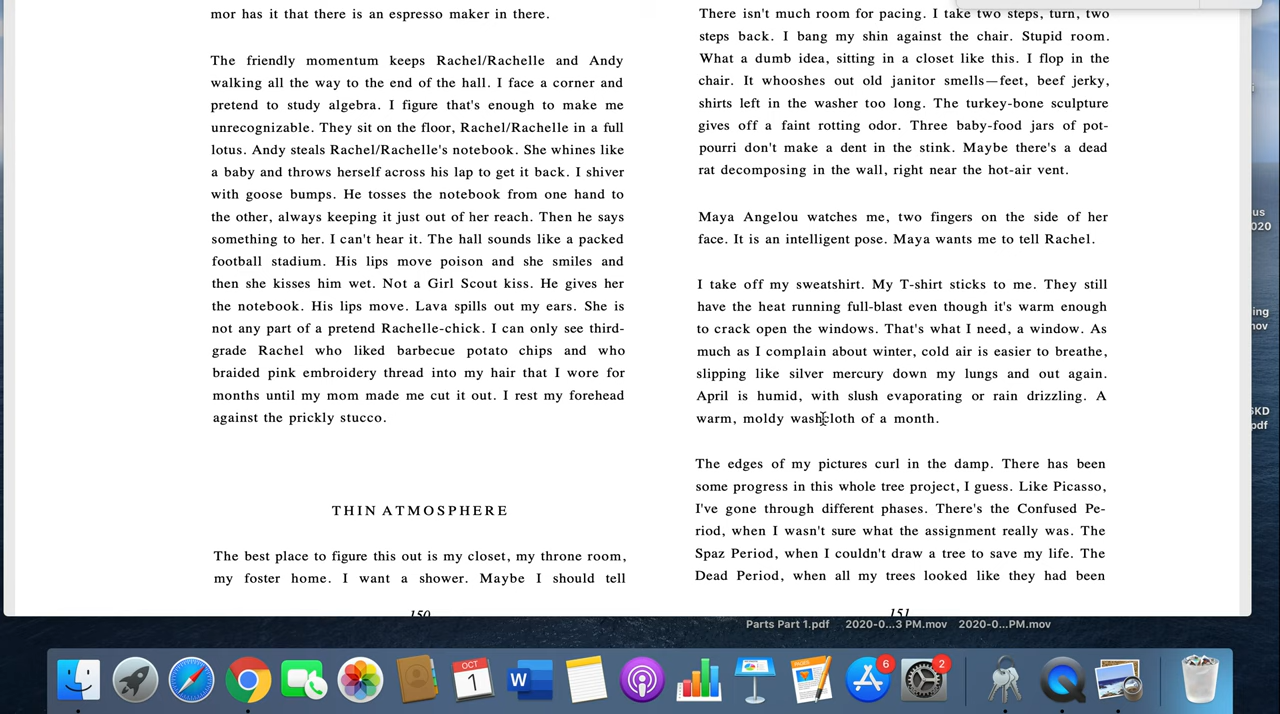 mor has it that there is an espresso maker in there.
The friendly momentum keeps Rachel/Rachelle and Andy
walking all the way to the end of the hall. I face a corner and
pretend to study algebra. I figure that's enough to make me
unrecognizable. They sit on the floor, Rachel/Rachelle in a full
lotus. Andy steals Rachel/Rachelle's notebook. She whines like
a baby and throws herself across his lap to get it back. I shiver
with goose bumps. He tosses the notebook from one hand to
the other, always keeping it just out of her reach. Then he says
something to her. I can't hear it. The hall sounds like a packed
football stadium. His lips move poison and she smiles and
then she kisses him wet. Not a Girl Scout kiss. He gives her
the notebook. His lips move. Lava spills out my ears. She is
not any part of a pretend Rachelle-chick. I can only see third-
grade Rachel who liked barbecue potato chips and who
braided pink embroidery thread into my hair that I wore for
months until my mom made me cut it out. I rest my forehead
against the prickly stucco.
THIN ATMOSPHERE
The best place to figure this out is my closet, my throne room,
my foster home. I want a shower. Maybe I should tell
150
There isn't much room for pacing. I take two steps, turn, two
steps back. I bang my shin against the chair. Stupid room.
What a dumb idea, sitting in a closet like this. I flop in the
chair. It whooshes out old janitor smells—feet, beef jerky,
shirts left in the washer too long. The turkey-bone sculpture
gives off a faint rotting odor. Three baby-food jars of pot-
pourri don't make a dent in the stink. Maybe there's a dead
rat decomposing in the wall, right near the hot-air vent.
Maya Angelou watches me, two fingers on the side of her
face. It is an intelligent pose. Maya wants me to tell Rachel.
I take off my sweatshirt. My T-shirt sticks to me. They still
have the heat running full-blast even though it's warm enough
to crack open the windows. That's what I need, a window. As
much as I complain about winter, cold air is easier to breathe,
slipping like silver mercury down my lungs and out again.
April is humid, with slush evaporating or rain drizzling. A
warm, moldy washcloth of a month.
The edges of my pictures curl in the damp. There has been
some progress in this whole tree project, I guess. Like Picasso,
I've gone through different phases. There's the Confused Pe-
riod, when I wasn't sure what the assignment really was. The
Spaz Period, when I couldn't draw a tree to save my life. The
Dead Period, when all my trees looked like they had been
151
us
020
ing
mov
GKD
pdf
Parts Part 1.pdf 2020-0...3 PM.mov 2020-0...PM.mov
OCT
1
W
PAGES
6
2